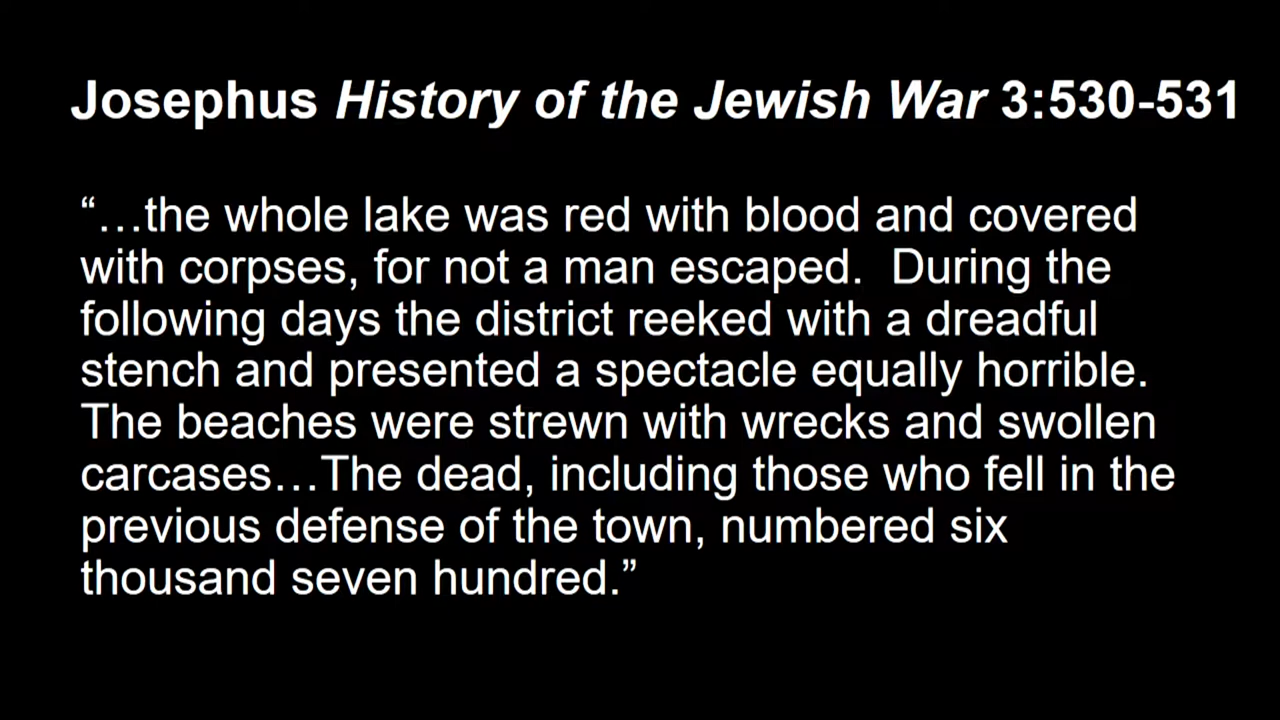 Josephus History of the Jewish War 3:530-531
“…the whole lake was red with blood and covered
with corpses, for not a man escaped.  During the
following days the district reeked with a dreadful
stench and presented a spectacle equally horrible.
The beaches were strewn with wrecks and swollen
carcases…The dead, including those who fell in the
previous defense of the town, numbered six
thousand seven hundred.”